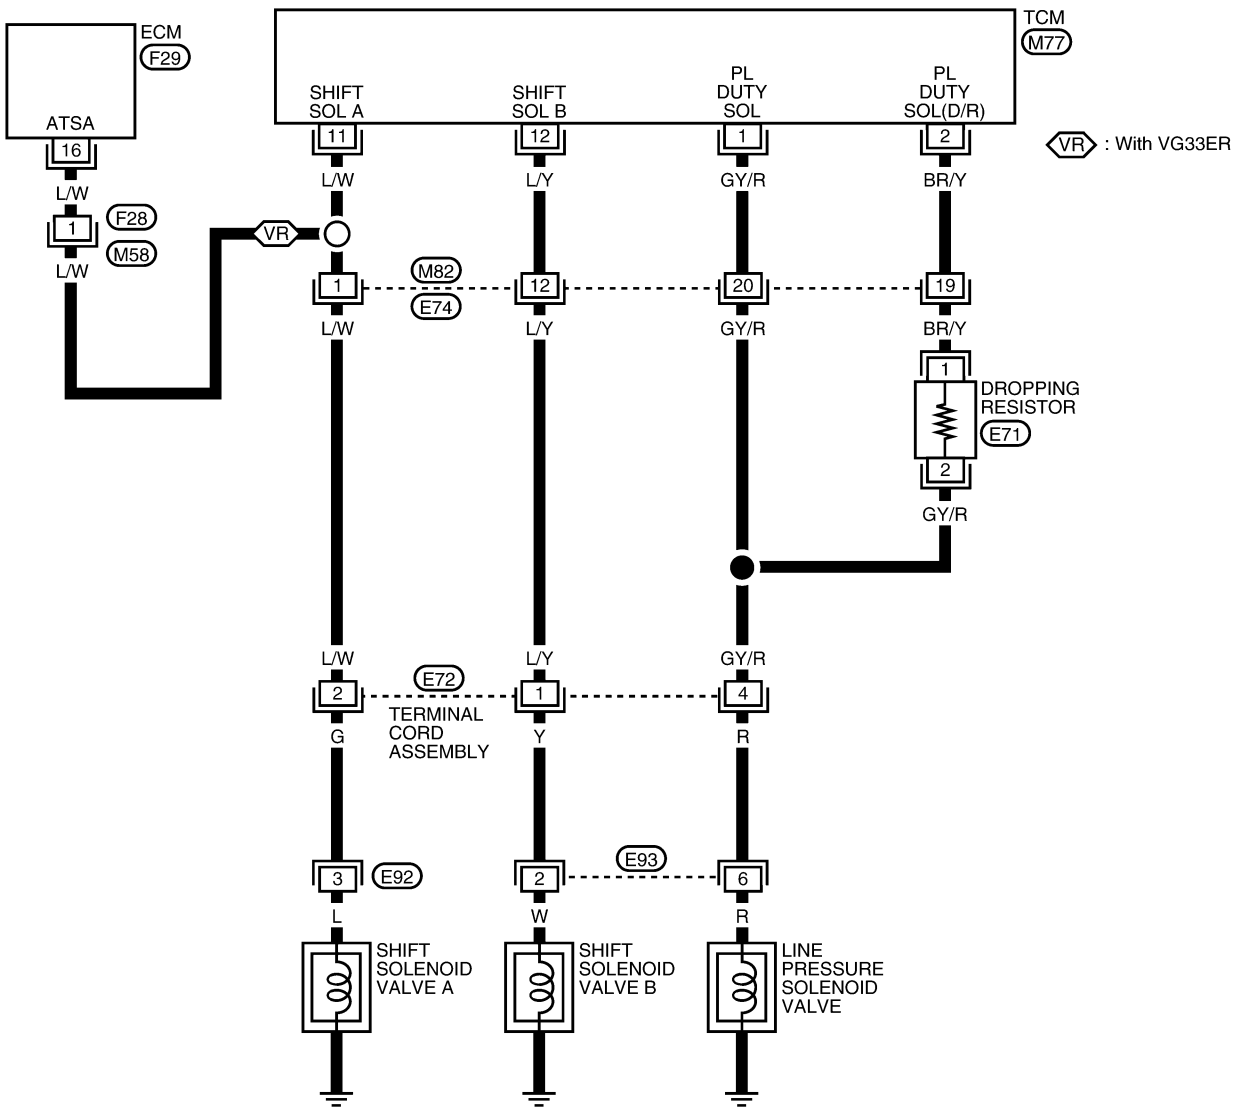 ECM
F29
ATSA
16
L/W
1
F28
M58
L/W
TCM
M77
SHIFT
SOL A
SHIFT
SOL B
PL
DUTY
SOL
PL
DUTY
SOL(D/R)
11
12
1
2
VR : With VG33ER
L/W
L/Y
GY/R
BR/Y
VR
M82
1
12
20
19
E74
L/W
L/Y
GY/R
BR/Y
1
DROPPING
RESISTOR
E71
2
GY/R
L/W
L/Y
GY/R
E72
2
1
4
TERMINAL
CORD
ASSEMBLY
G
Y
R
E93
3
E92
2
6
L
W
R
SHIFT
SOLENOID
VALVE A
SHIFT
SOLENOID
VALVE B
LINE
PRESSURE
SOLENOID
VALVE